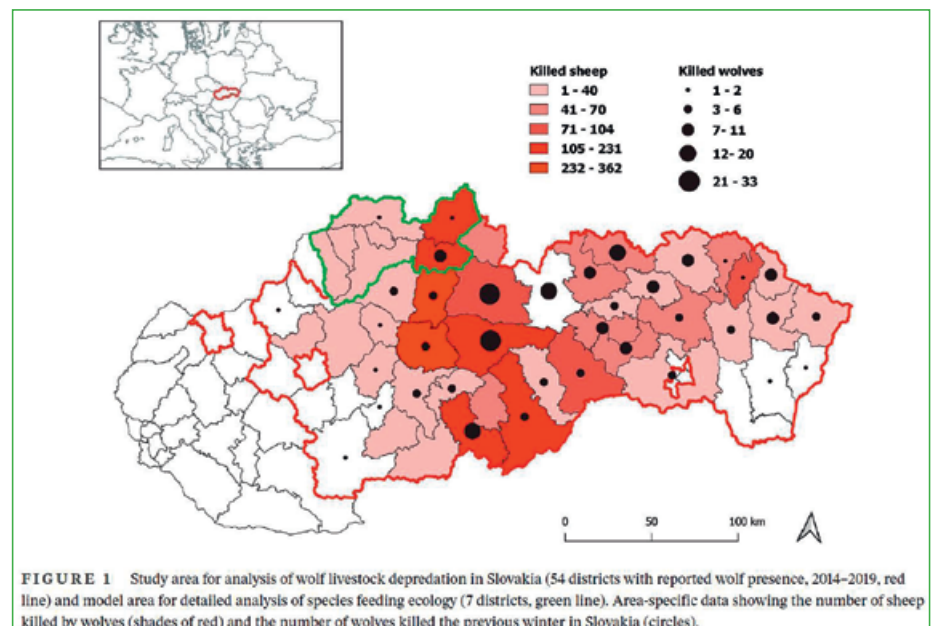 Killed sheep
1 - 40
41 - 70
71 - 104
105 - 231
232 - 362
Killed wolves
1 - 2
3 - 6
7- 11
12- 20
21 - 33
0 50 100 km
FIGURE 1 Study area for analysis of wolf livestock depredation in Slovakia (54 districts with reported wolf presence, 2014–2019, red
line) and model area for detailed analysis of species feeding ecology (7 districts, green line). Area-specific data showing the number of sheep
killed by wolves (shades of red) and the number of wolves killed the previous winter in Slovakia (circles).